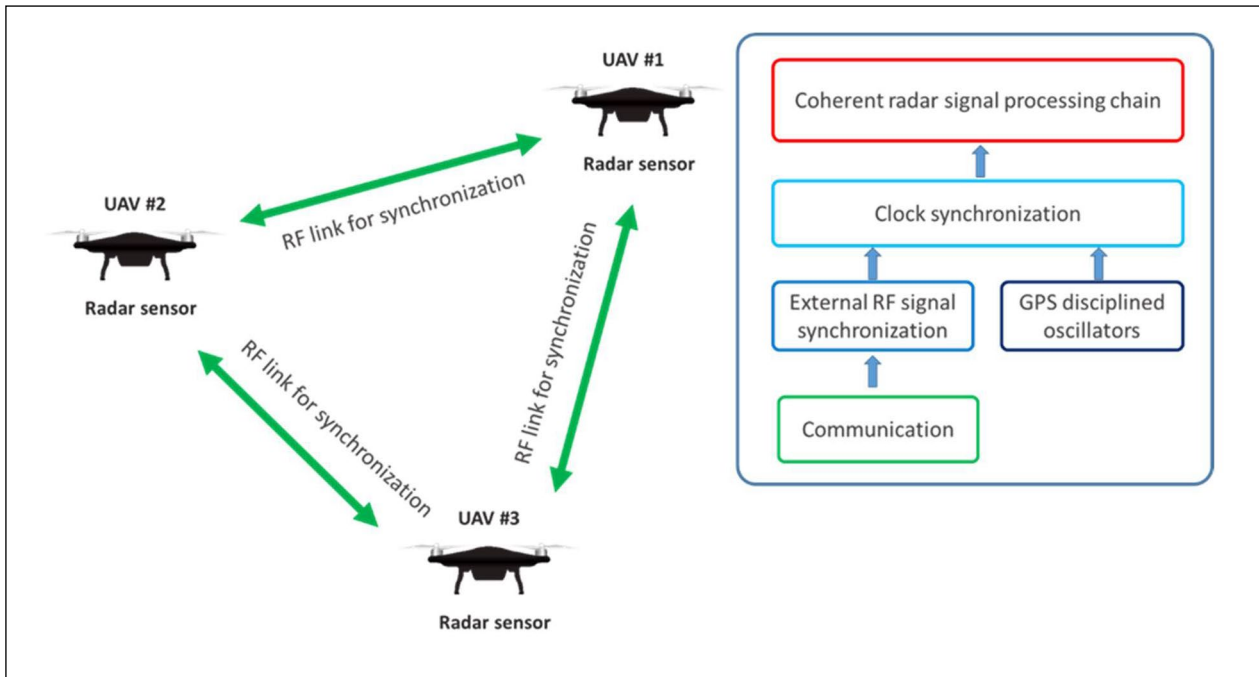 UAV #1
Radar sensor
RF link for synchronization
UAV #2
Radar sensor
RF link for synchronization
RF link for synchronization
UAV #3
Radar sensor
Coherent radar signal processing chain
Clock synchronization
External RF signal
synchronization
GPS disciplined
oscillators
Communication